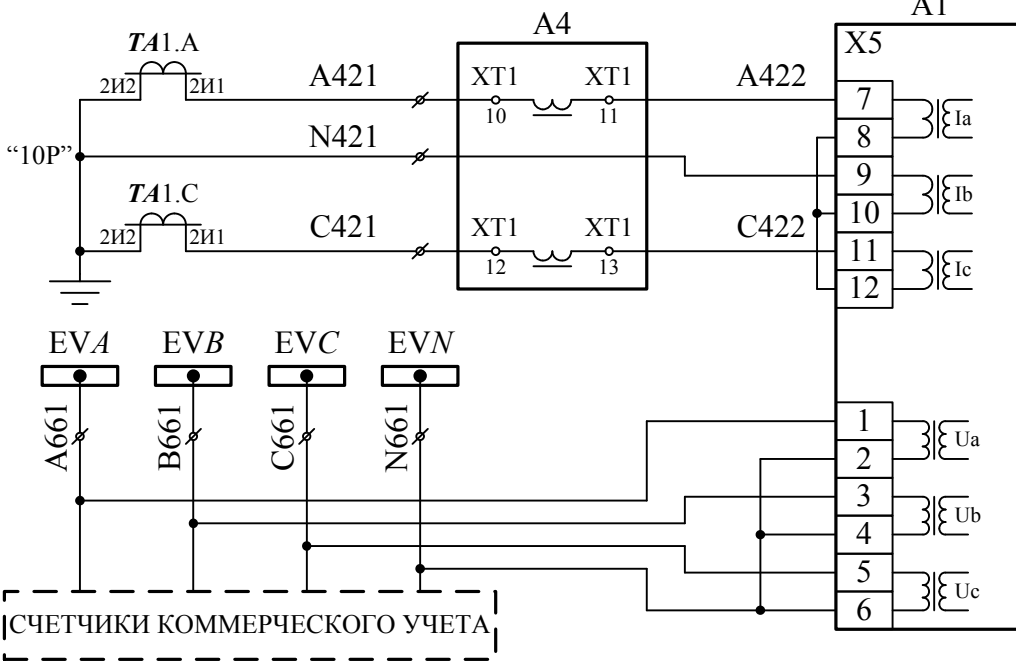 A1
A4
X5
TA1.A
2И2 2И1
A421
XT1 XT1
10 11
A422
7
8
Ia
N421
“10Р”
9
10
Ib
TA1.C
2И2 2И1
C421
XT1 XT1
12 13
C422
11
12
Ic
EVA EVB EVC EVN
A661
B661
C661
N661
1
2
Ua
3
4
Ub
5
6
Uc
СЧЕТЧИКИ КОММЕРЧЕСКОГО УЧЕТА